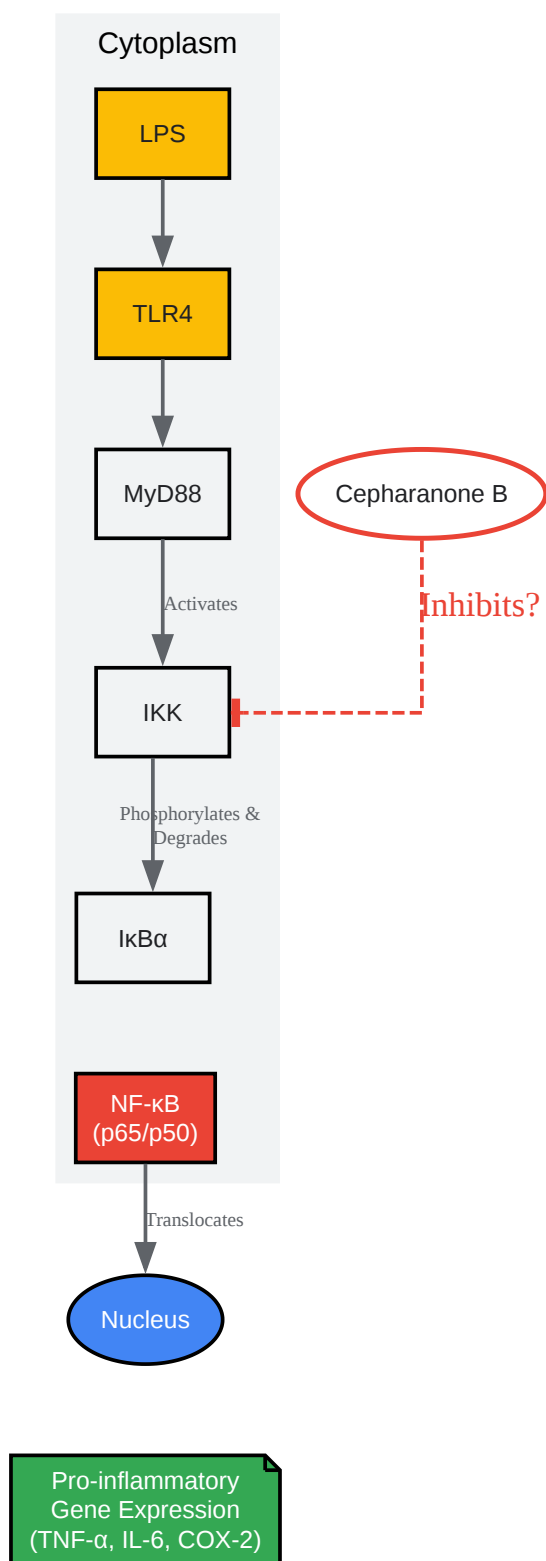 Cytoplasm
LPS
TLR4
MyD88
Cepharanone B
Activates
Inhibits?
IKK
Phosphorylates &
Degrades
IκBα
NF-κB
(p65/p50)
Translocates
Nucleus
Pro-inflammatory
Gene Expression
(TNF-α, IL-6, COX-2)